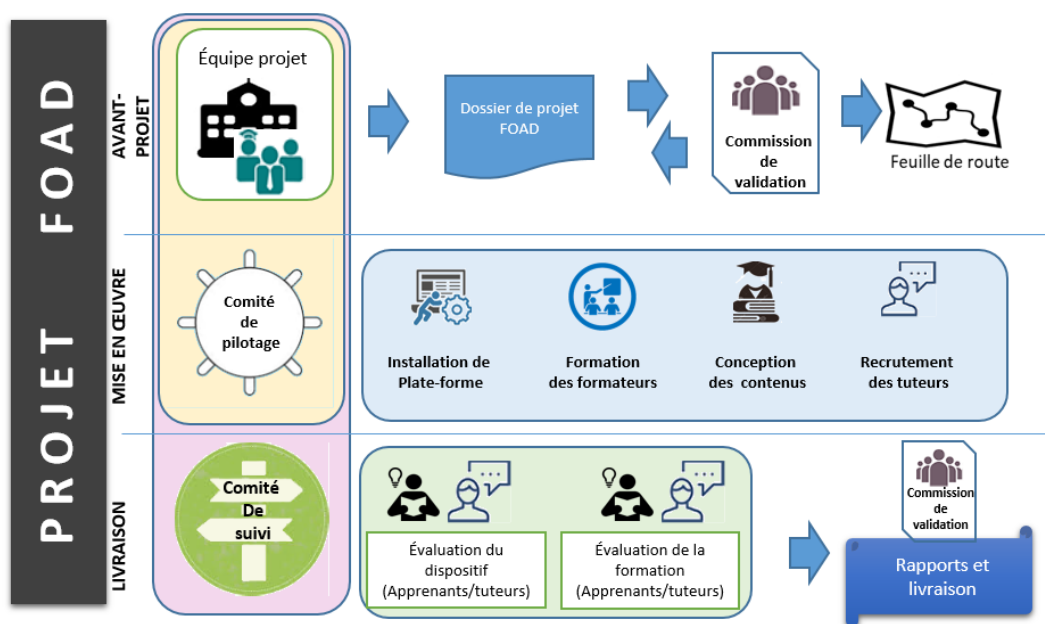 PROJET FOAD
AVANT-
PROJET
Équipe projet
Dossier de projet
FOAD
Commission
de
validation
Feuille de route
MISE EN ŒUVRE
Comité
de
pilotage
Installation de
Plate-forme
Formation
des formateurs
Conception
des contenus
Recrutement
des tuteurs
LIVRAISON
Comité
De
suivi
Évaluation du
dispositif
(Apprenants/tuteurs)
Évaluation de la
formation
(Apprenants/tuteurs)
Commission
de
validation
Rapports et
livraison